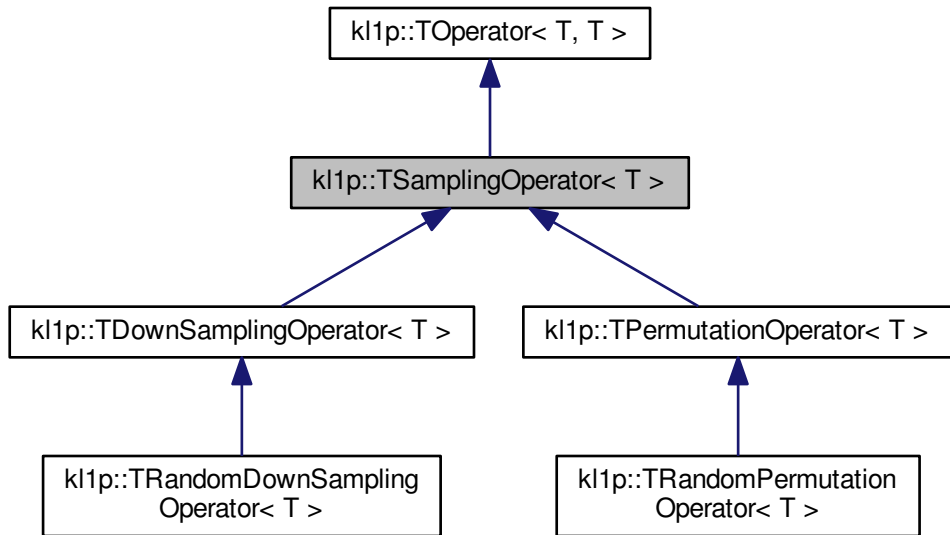 kl1p::TOperator< T, T >
kl1p::TSamplingOperator< T >
kl1p::TDownSamplingOperator< T >
kl1p::TPermutationOperator< T >
kl1p::TRandomDownSampling
Operator< T >
kl1p::TRandomPermutation
Operator< T >